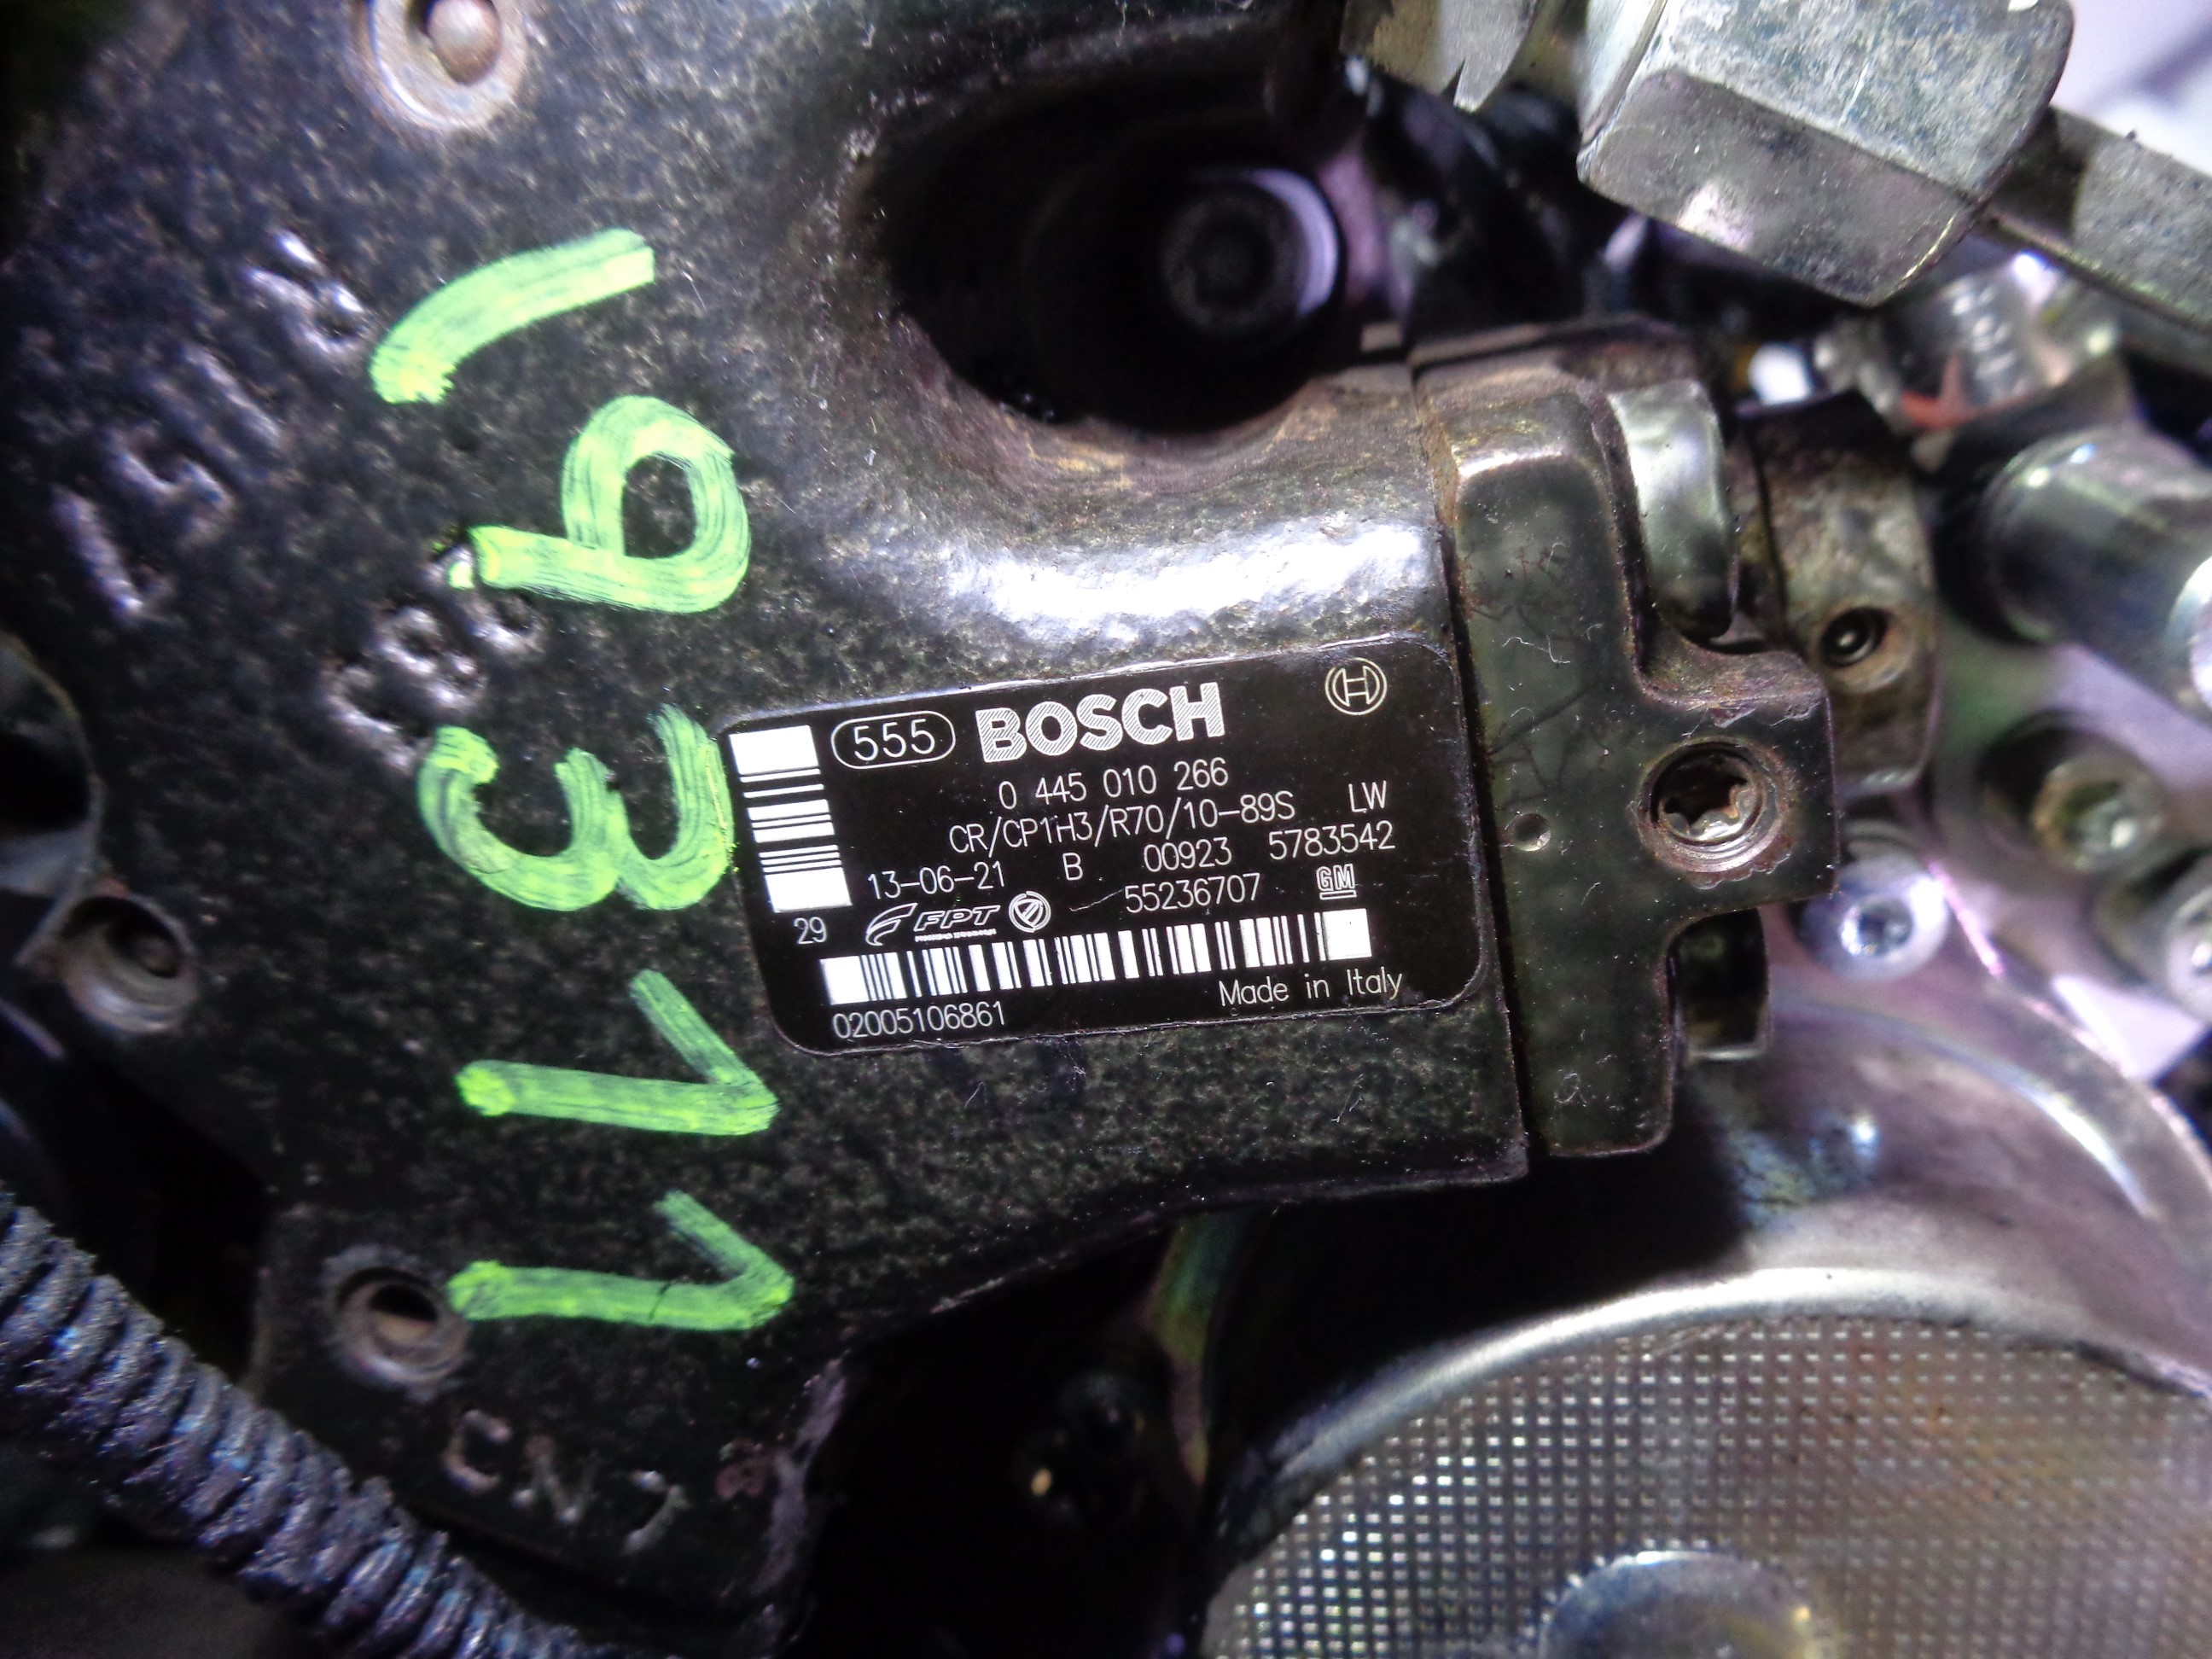 555 BOSCH
0 445 010 266
CR/CP1H3/R70/10-89S LW
13-06-21 B 00923 5783542
29 FPT 55236707 GM
02005106861 Made in Italy